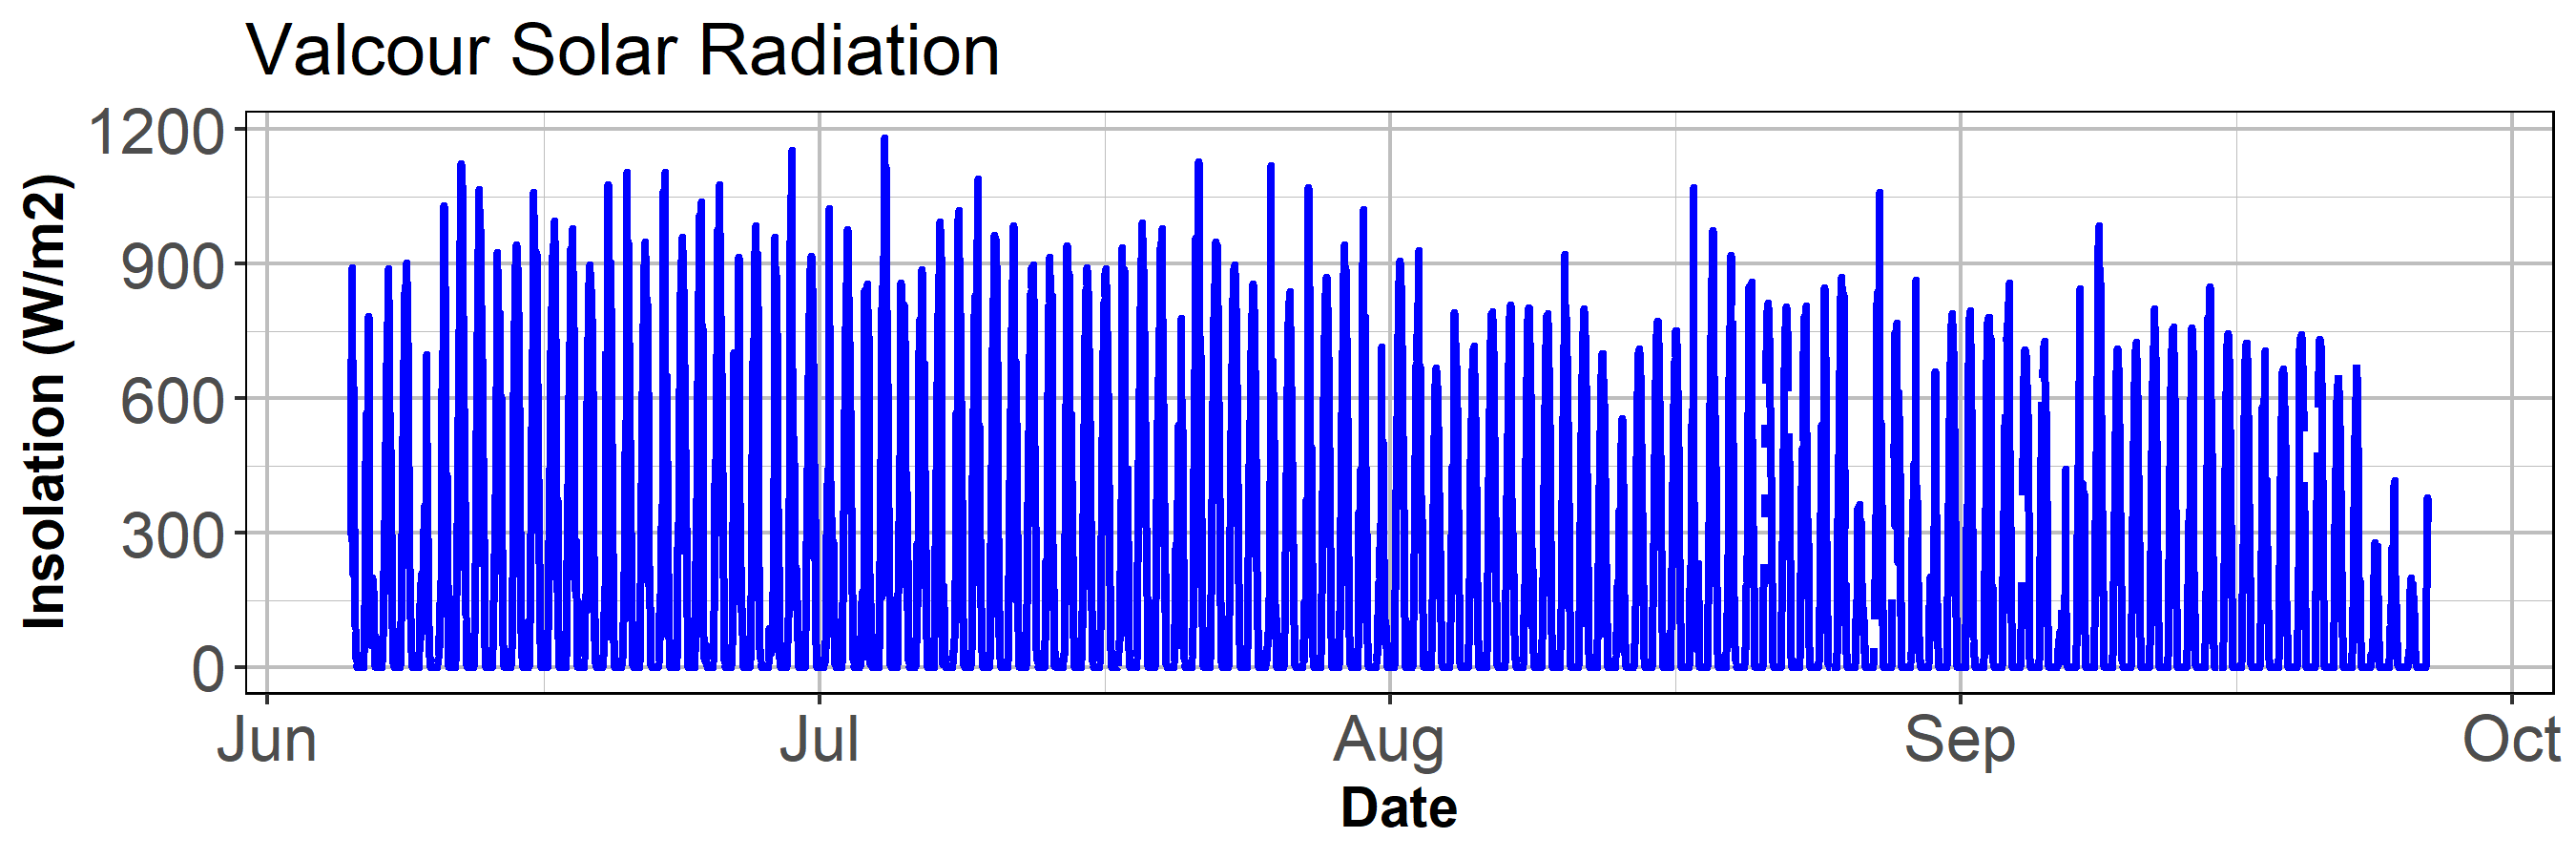 Valcour Solar Radiation
1200
900
600
300
0
Insolation (W/m2)
Jun Jul Aug Sep Oct
Date